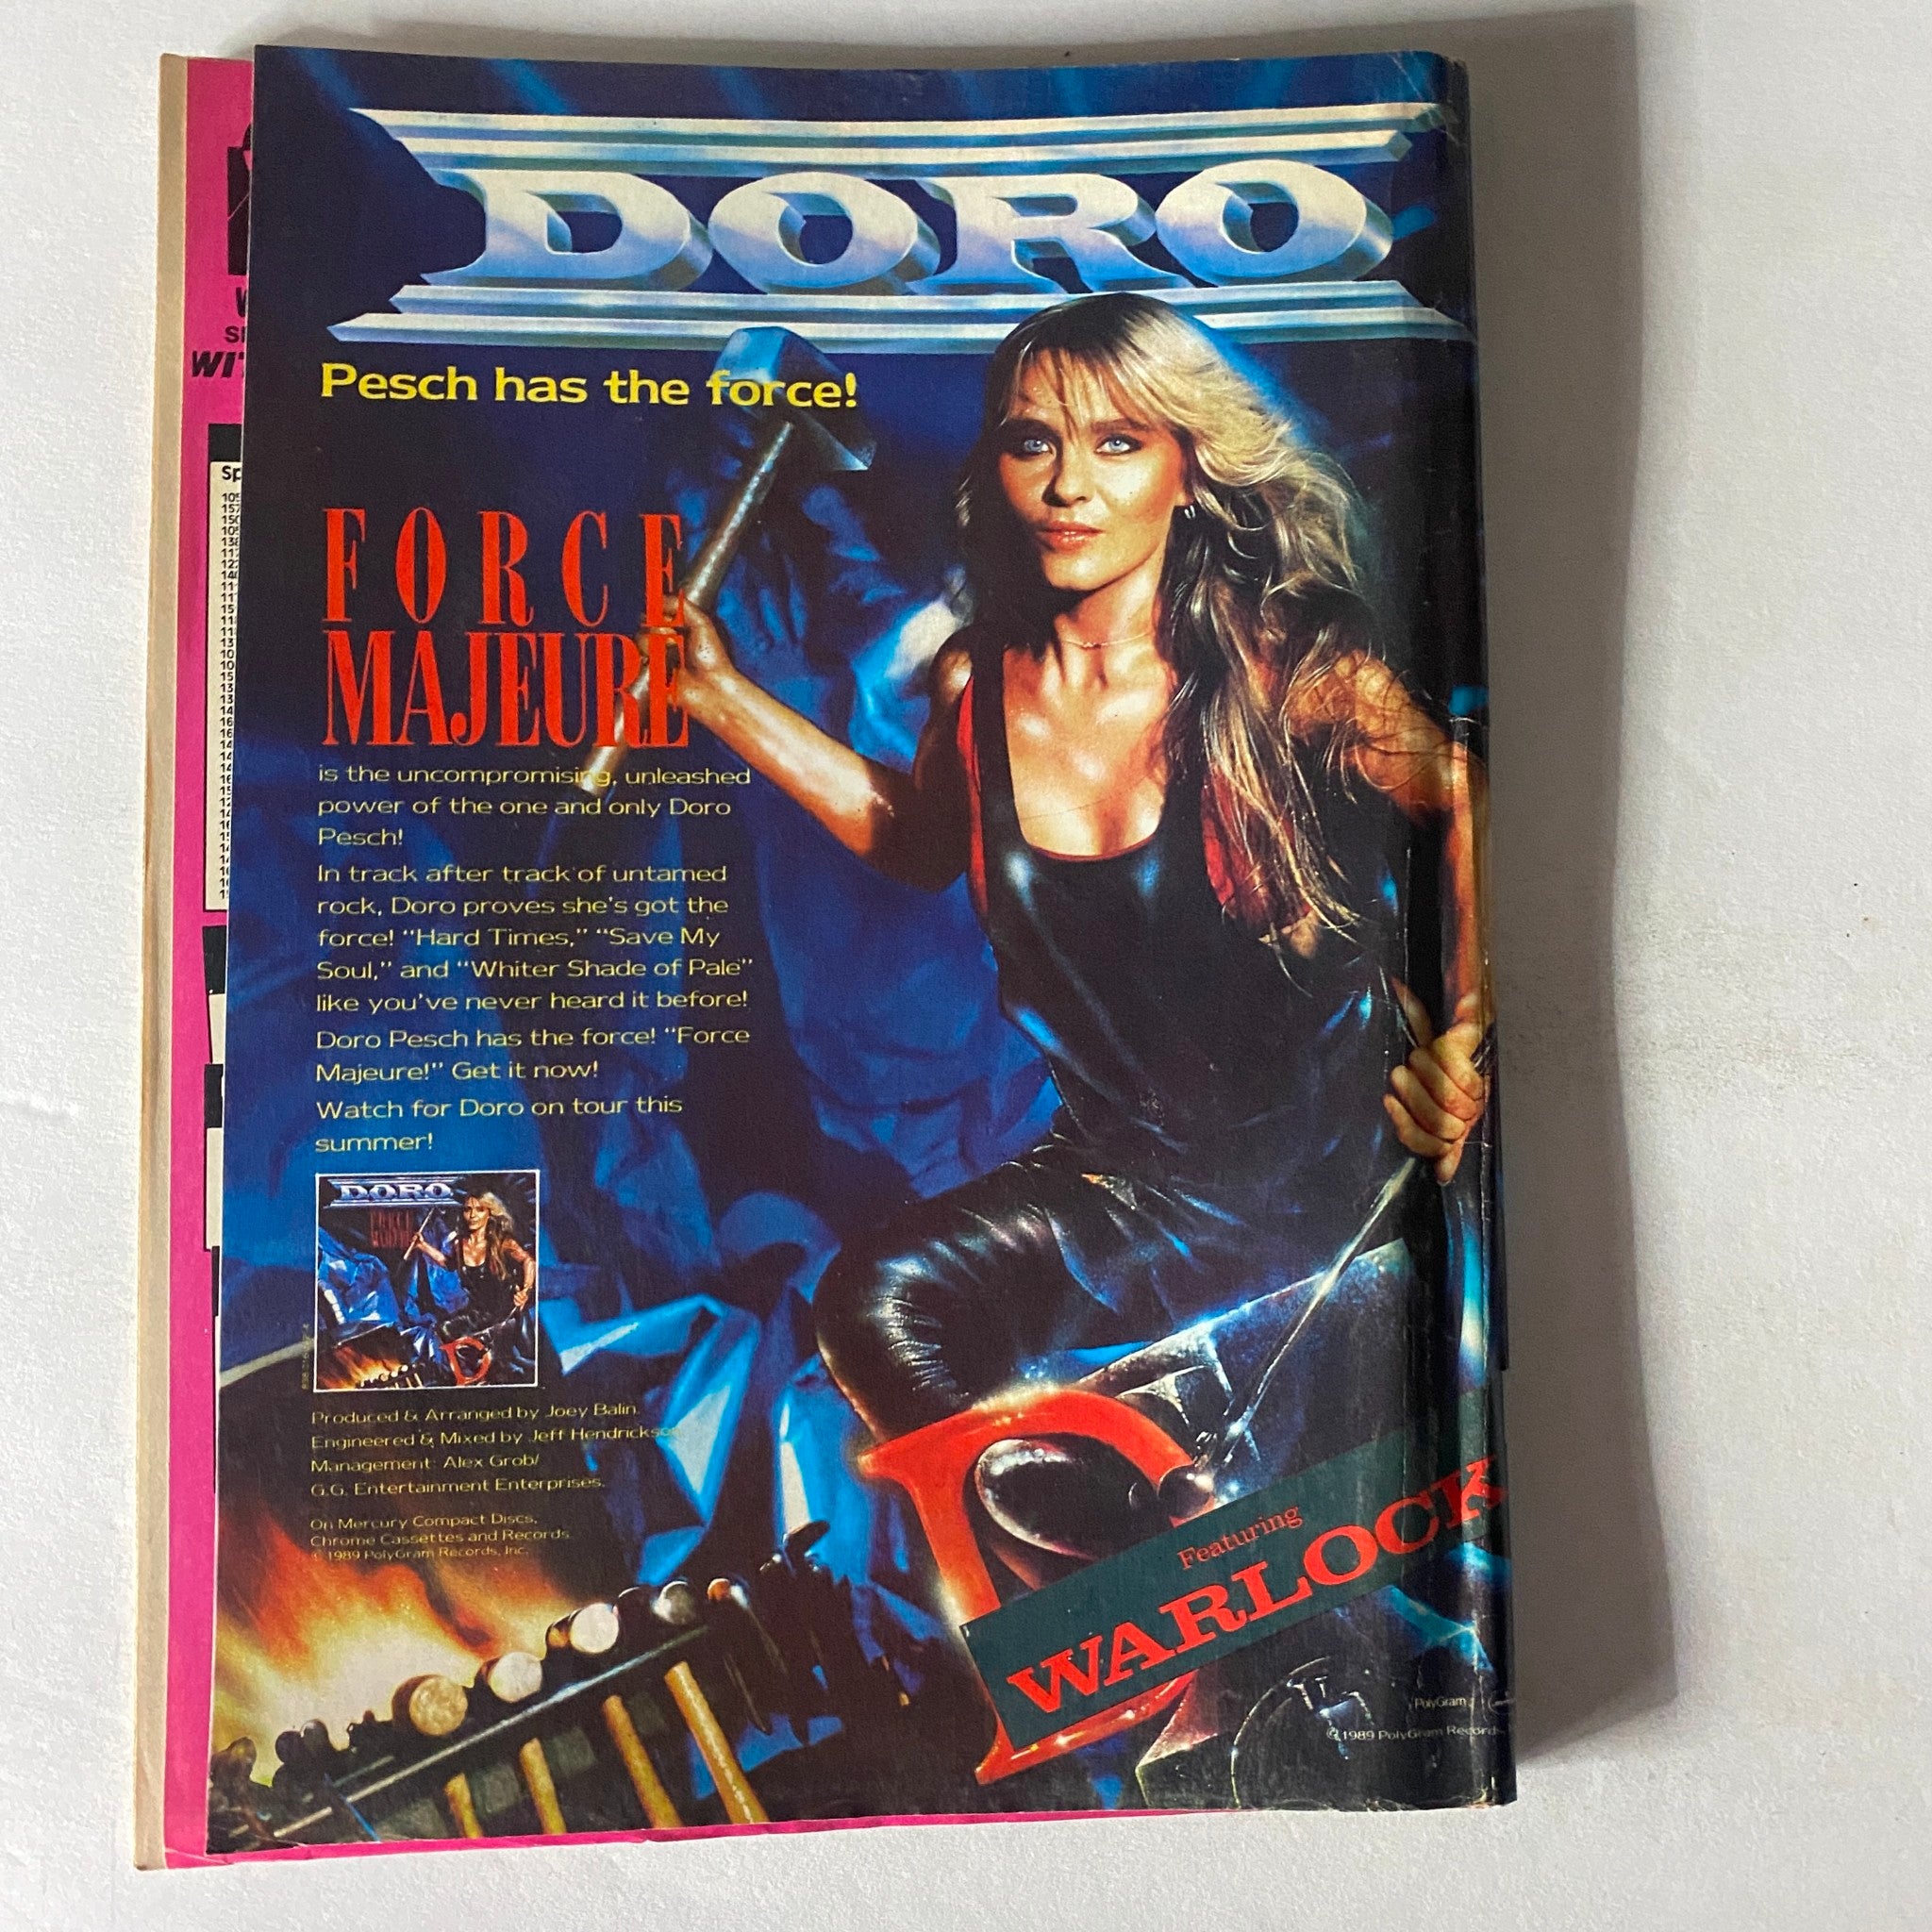 DORO
Pesch has the force!
FORCE
MAJEURE
is the uncompromising, unleashed
power of the one and only Doro
Pesch!
In track after track of untamed
rock, Doro proves she's got the
force! "Hard Times," "Save My
Soul," and "Whiter Shade of Pale"
like you've never heard it before!
Doro Pesch has the force! "Force
Majeure!" Get it now!
Watch for Doro on tour this
summer!
DORO
FORCE
MAJEURE
D
Produced & Arranged by Joey Balin.
Engineered & Mixed by Jeff Hendrickson
Management: Alex Grob/
G.G. Entertainment Enterprises.
On Mercury Compact Discs,
Chrome Cassettes and Records.
© 1989 PolyGram Records, Inc.
D
Featuring
WARLOCK
PolyGram
© 1989 PolyGram Records